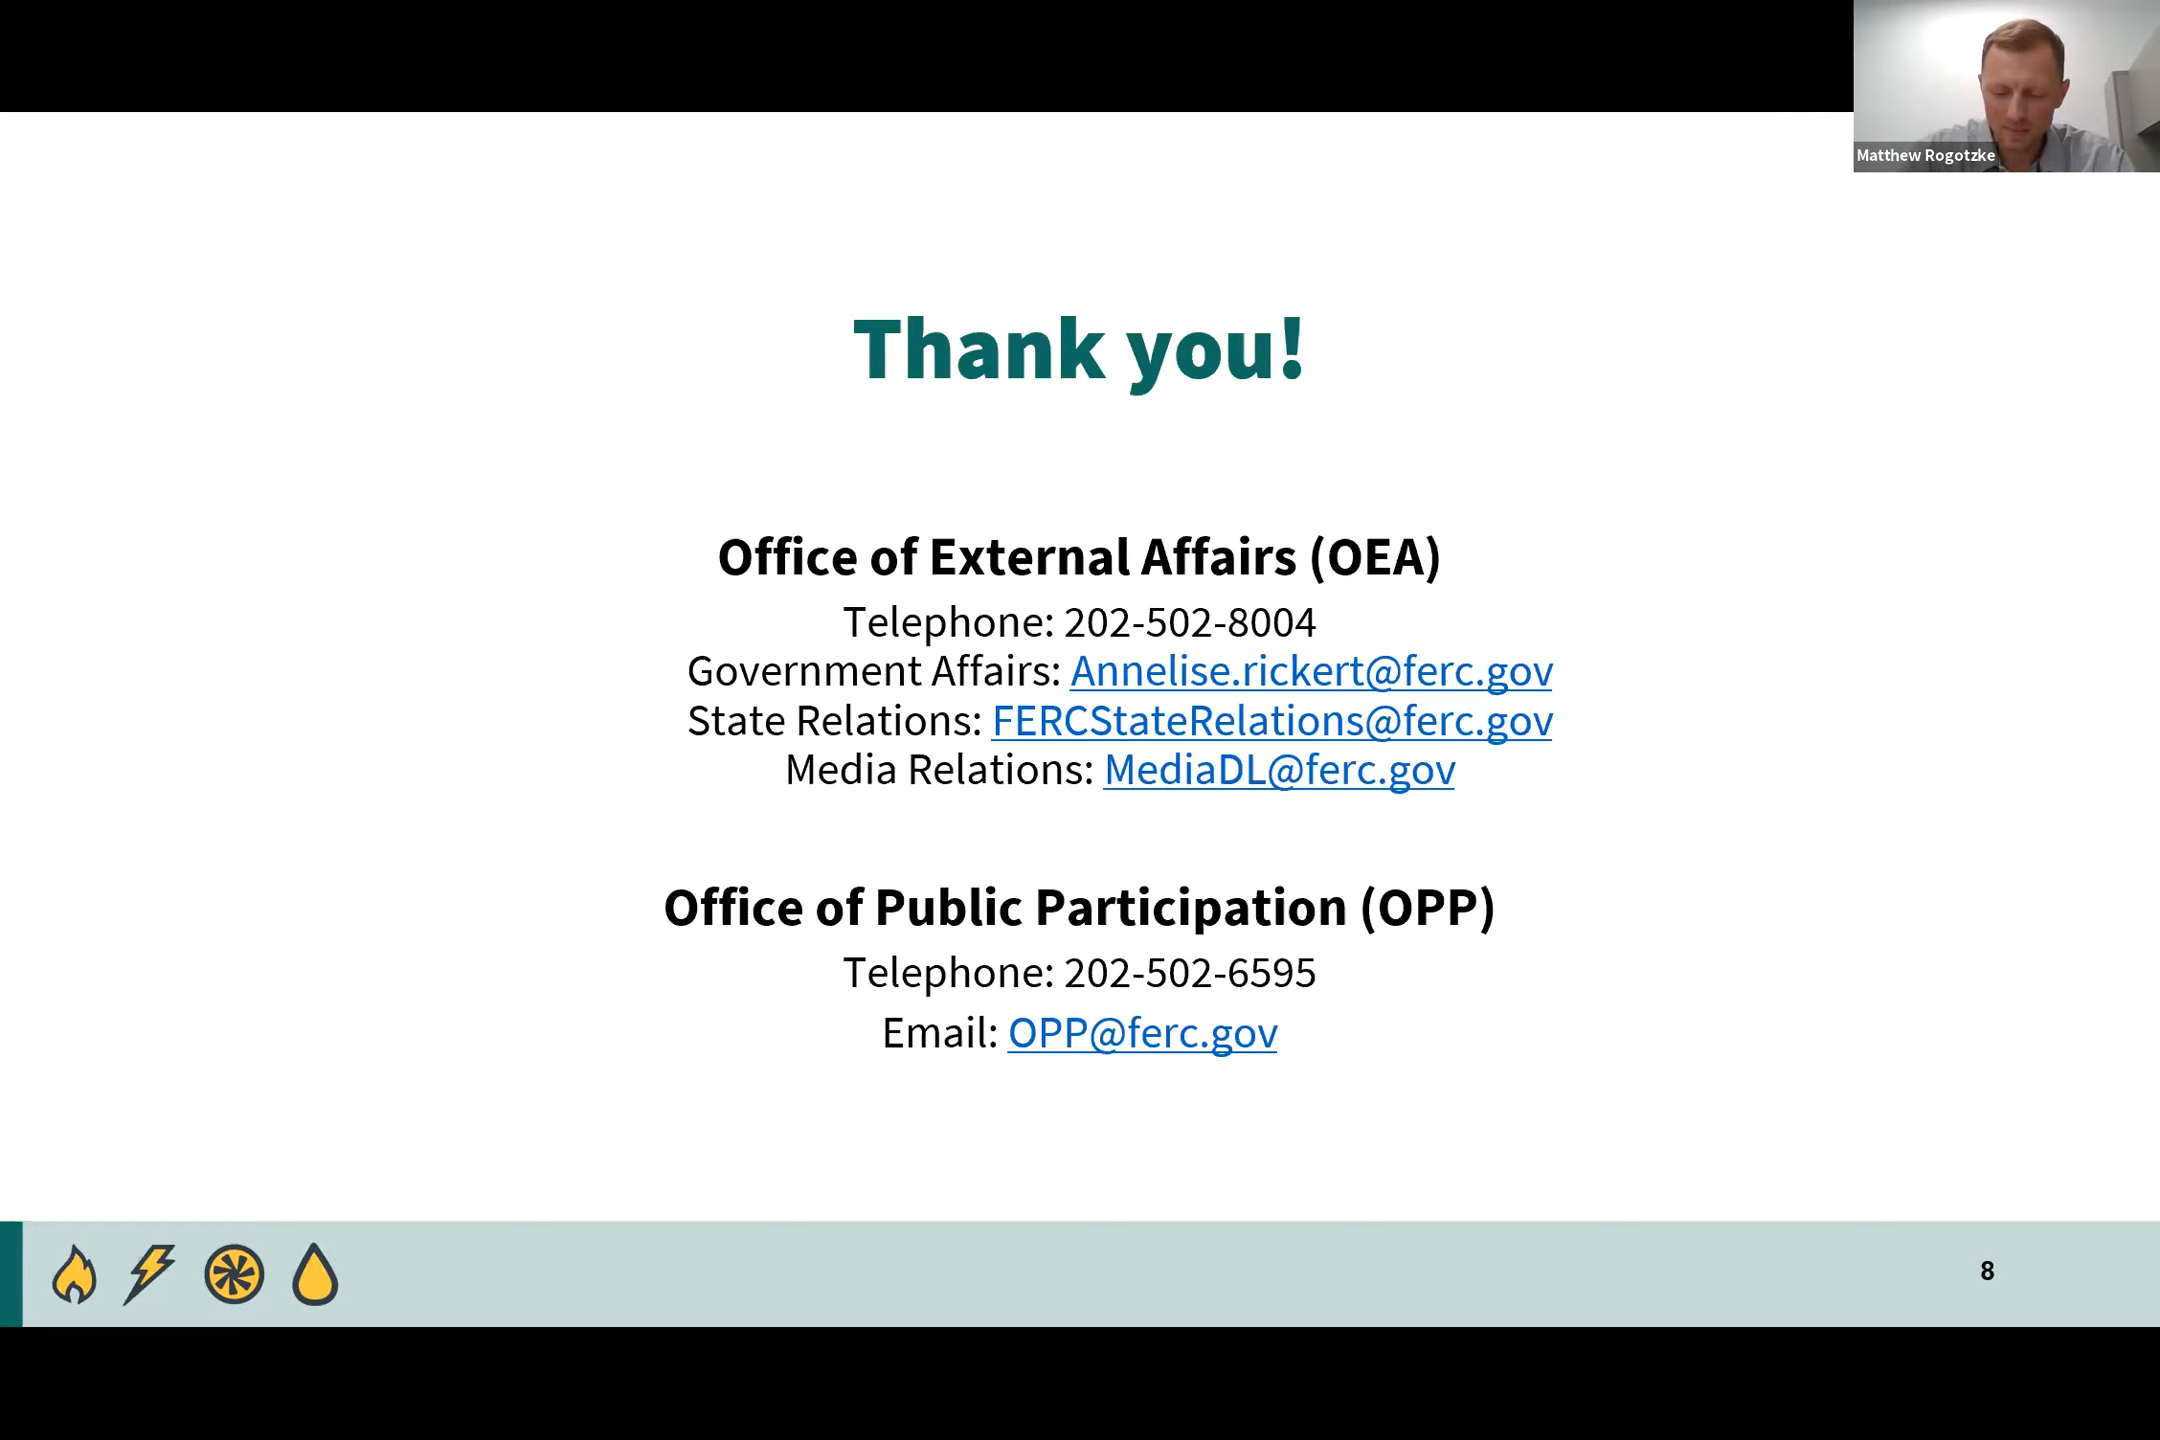 Matthew Rogotzke
Thank you!
Office of External Affairs (OEA)
Telephone: 202-502-8004
Government Affairs: Annelise.rickert@ferc.gov
State Relations: FERCStateRelations@ferc.gov
Media Relations: MediaDL@ferc.gov
Office of Public Participation (OPP)
Telephone: 202-502-6595
Email: OPP@ferc.gov
8